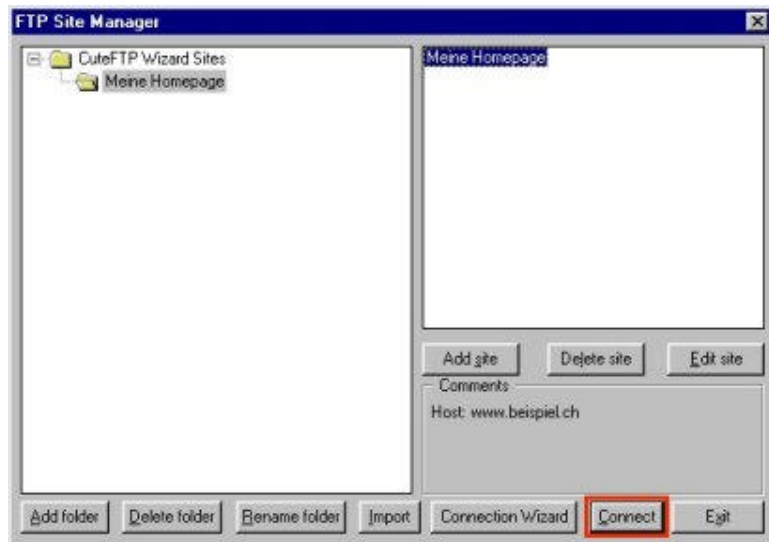 FTP Site Manager
CuteFTP Wizard Sites
Meine Homepage
Meine Homepage
Add site Delete site Edit site
Comments
Host: www.beispiel.ch
Add folder Delete folder Rename folder Import Connection Wizard Connect Exit